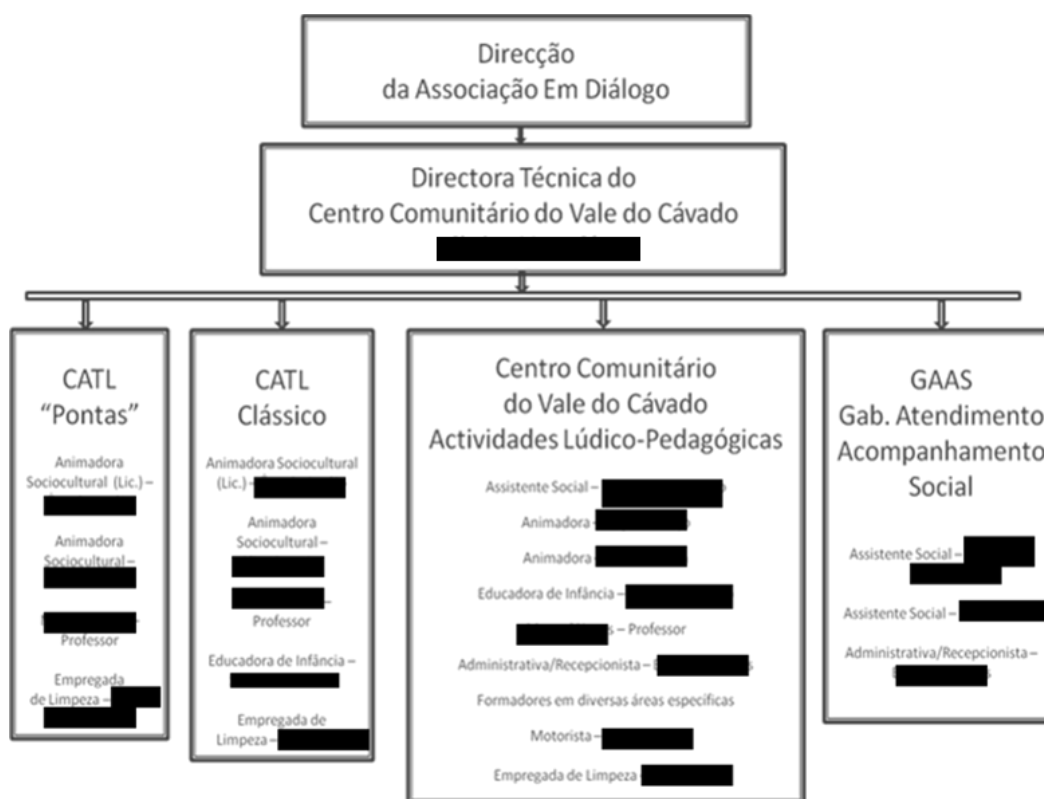 Direcção
da Associação Em Diálogo
Directora Técnica do
Centro Comunitário do Vale do Cávado
CATL
“Pontas”
Animadora
Sociocultural (Lic.) –
Animadora
Sociocultural –
Professor
Empregada
de Limpeza –
CATL
Clássico
Animadora Sociocultural
(Lic.) –
Animadora
Sociocultural –
–
Professor
Educadora de Infância –
Empregada de
Limpeza –
Centro Comunitário
do Vale do Cávado
Actividades Lúdico-Pedagógicas
Assistente Social –
Animadora
Animadora
Educadora de Infância –
– Professor
Administrativa/Recepcionista –
Formadores em diversas áreas específicas
Motorista –
Empregada de Limpeza
GAAS
Gab. Atendimento
Acompanhamento
Social
Assistente Social –
Assistente Social –
Administrativa/Recepcionista –